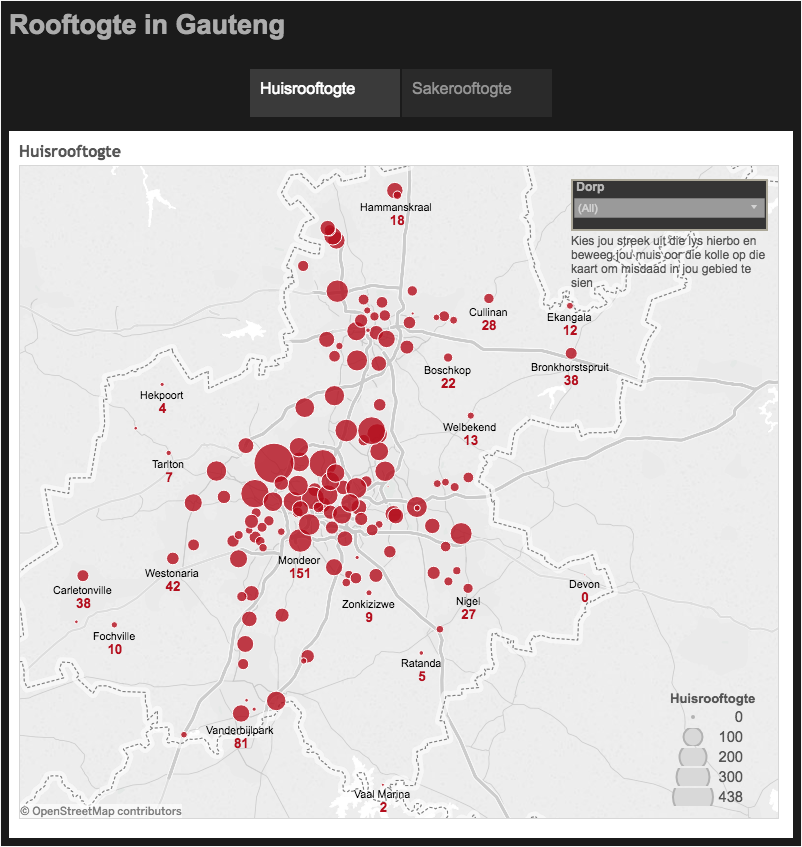 Rooftogte in Gauteng
Huisrooftogte
Sakerooftogte
Huisrooftogte
Dorp
(All)
Kies jou streek uit die lys hierbo en
beweeg jou muis oor die kolle op die
kaart om misdaad in jou gebied te
sien
Hammanskraal
18
Cullinan
28
Ekangala
12
Boschkop
22
Bronkhorstspruit
38
Hekpoort
4
Welbekend
13
Tarlton
7
Mondeor
151
Westonaria
42
Carletonville
38
Devon
0
Zonkizizwe
9
Nigel
27
Fochville
10
Ratanda
5
Vanderbijlpark
81
Vaal Marina
2
Huisrooftogte
0
100
200
300
438
© OpenStreetMap contributors